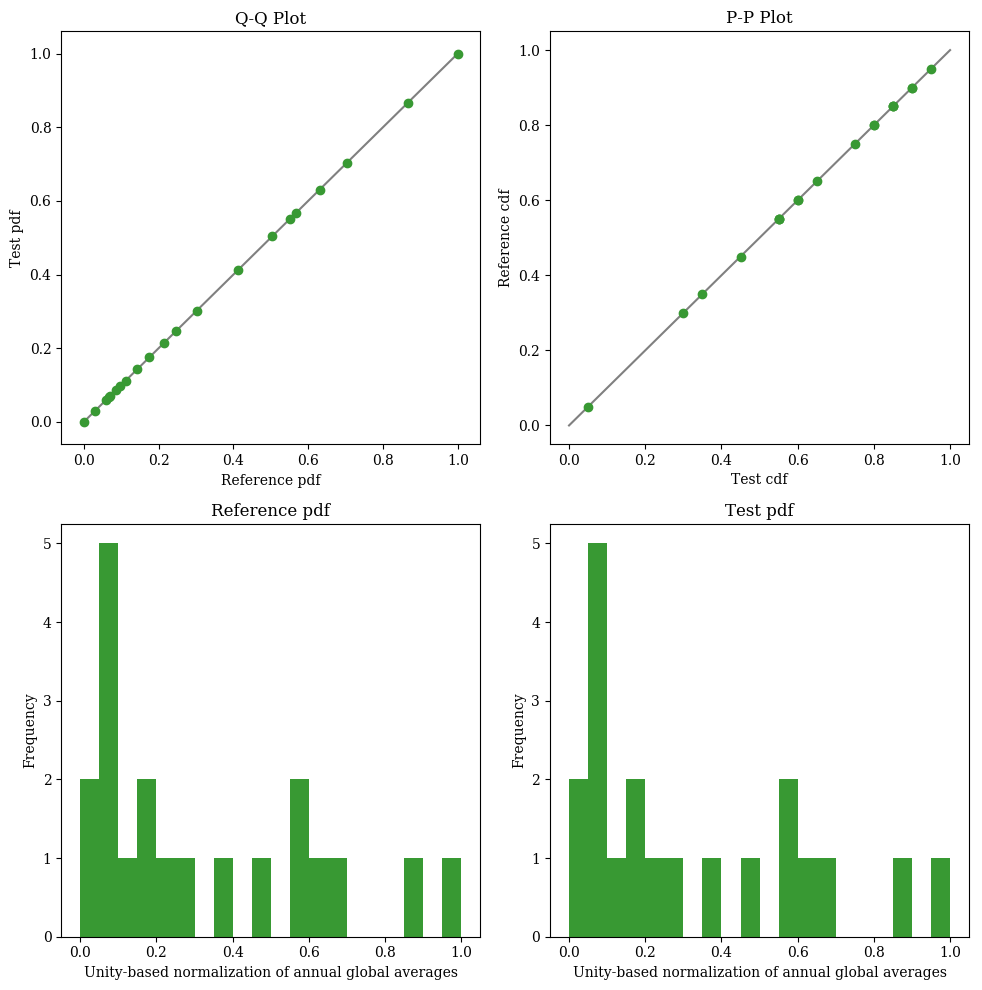 Q-Q Plot
1.0
0.8
0.6
0.4
0.2
0.0
Test pdf
0.0 0.2 0.4 0.6 0.8 1.0
Reference pdf
P-P Plot
1.0
0.8
0.6
0.4
0.2
0.0
Reference cdf
0.0 0.2 0.4 0.6 0.8 1.0
Test cdf
Reference pdf
5
4
3
2
1
0
Frequency
0.0 0.2 0.4 0.6 0.8 1.0
Unity-based normalization of annual global averages
Test pdf
5
4
3
2
1
0
Frequency
0.0 0.2 0.4 0.6 0.8 1.0
Unity-based normalization of annual global averages